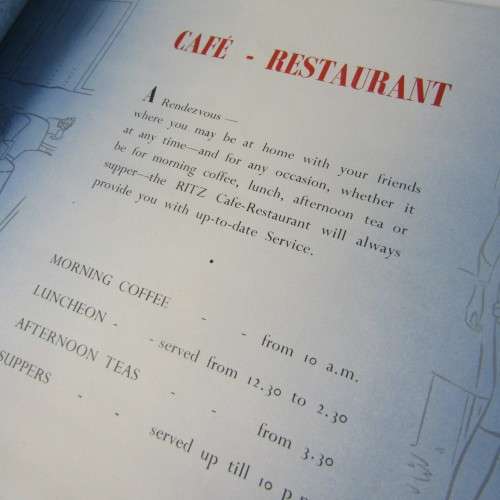 CAFÉ - RESTAURANT
A Rendezvous —
where you may be at home with your friends
at any time—and for any occasion, whether it
be for morning coffee, lunch, afternoon tea or
supper—the RITZ Cafe-Restaurant will always
provide you with up-to-date Service.
MORNING COFFEE - - from 10 a.m.
LUNCHEON - - served from 12.30 to 2.30
AFTERNOON TEAS - - from 3.30
SUPPERS - - served up till 10 p.m